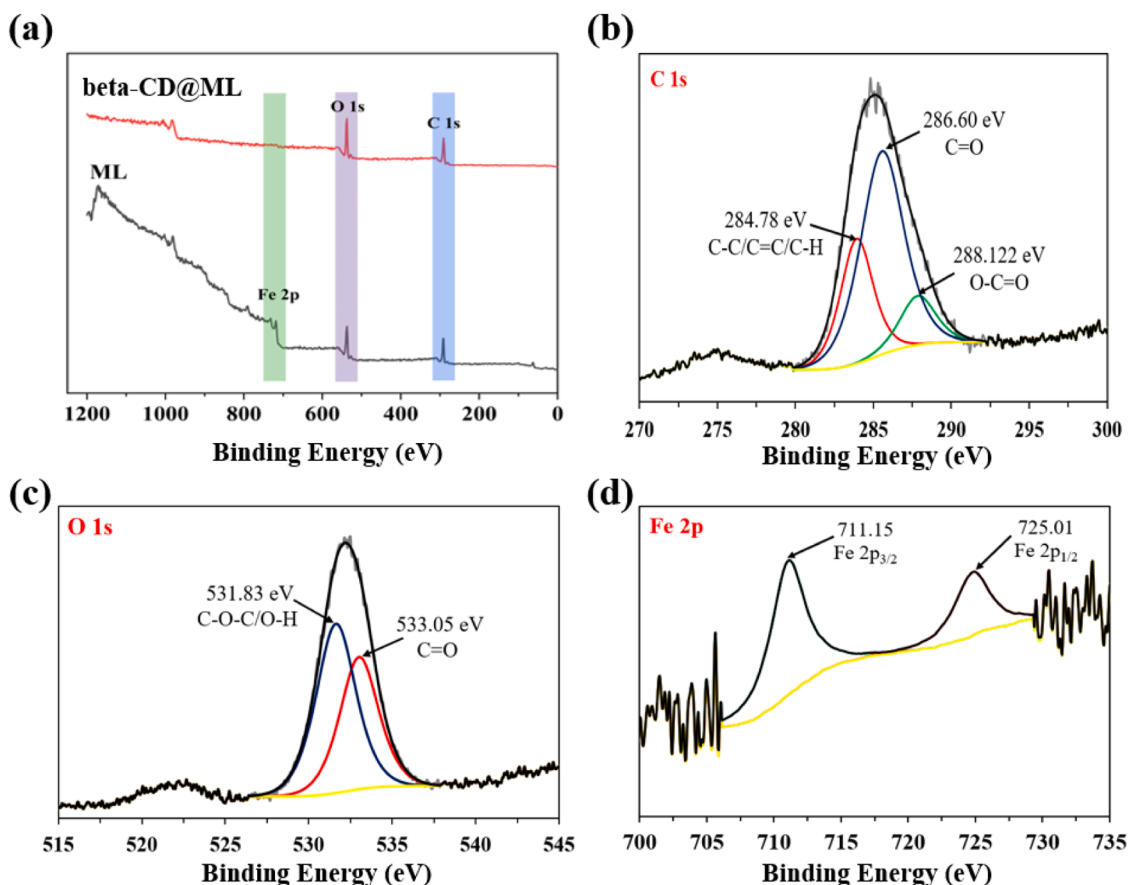 (a)
beta-CD@ML
O 1s
C 1s
ML
Fe 2p
1200 1000 800 600 400 200 0
Binding Energy (eV)
(b)
C 1s
286.60 eV
C=O
284.78 eV
C-C/C=C/C-H
288.122 eV
O-C=O
270 275 280 285 290 295 300
Binding Energy (eV)
(c)
O 1s
531.83 eV
C-O-C/O-H
533.05 eV
C=O
515 520 525 530 535 540 545
Binding Energy (eV)
(d)
Fe 2p
711.15
Fe 2p3/2
725.01
Fe 2p1/2
700 705 710 715 720 725 730 735
Binding Energy (eV)